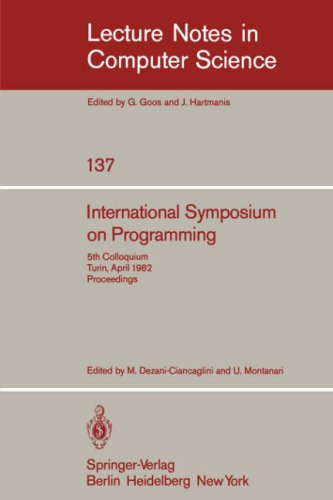 Lecture Notes in
Computer Science
Edited by G. Goos and J. Hartmanis
137
International Symposium
on Programming
5th Colloquium
Turin, April 1982
Proceedings
Edited by M. Dezani-Ciancaglini and U. Montanari
Springer-Verlag
Berlin Heidelberg New York